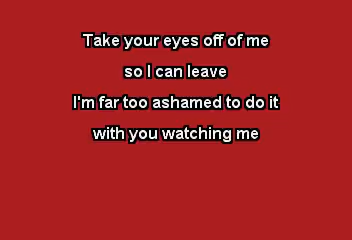 Take your eyes off of me
so I can leave
I'm far too ashamed to do it
with you watching me